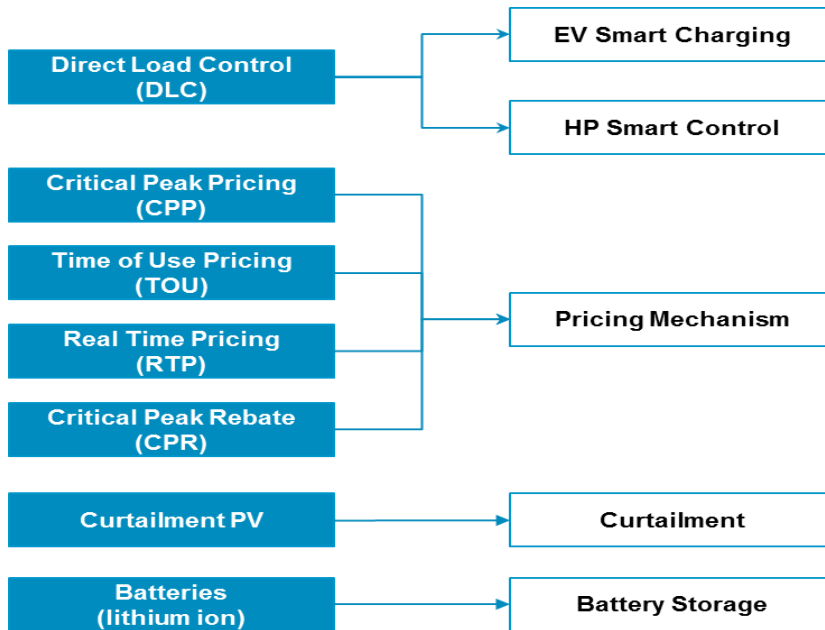 Direct Load Control
(DLC)
EV Smart Charging
HP Smart Control
Critical Peak Pricing
(CPP)
Time of Use Pricing
(TOU)
Real Time Pricing
(RTP)
Critical Peak Rebate
(CPR)
Pricing Mechanism
Curtailment PV
Curtailment
Batteries
(lithium ion)
Battery Storage